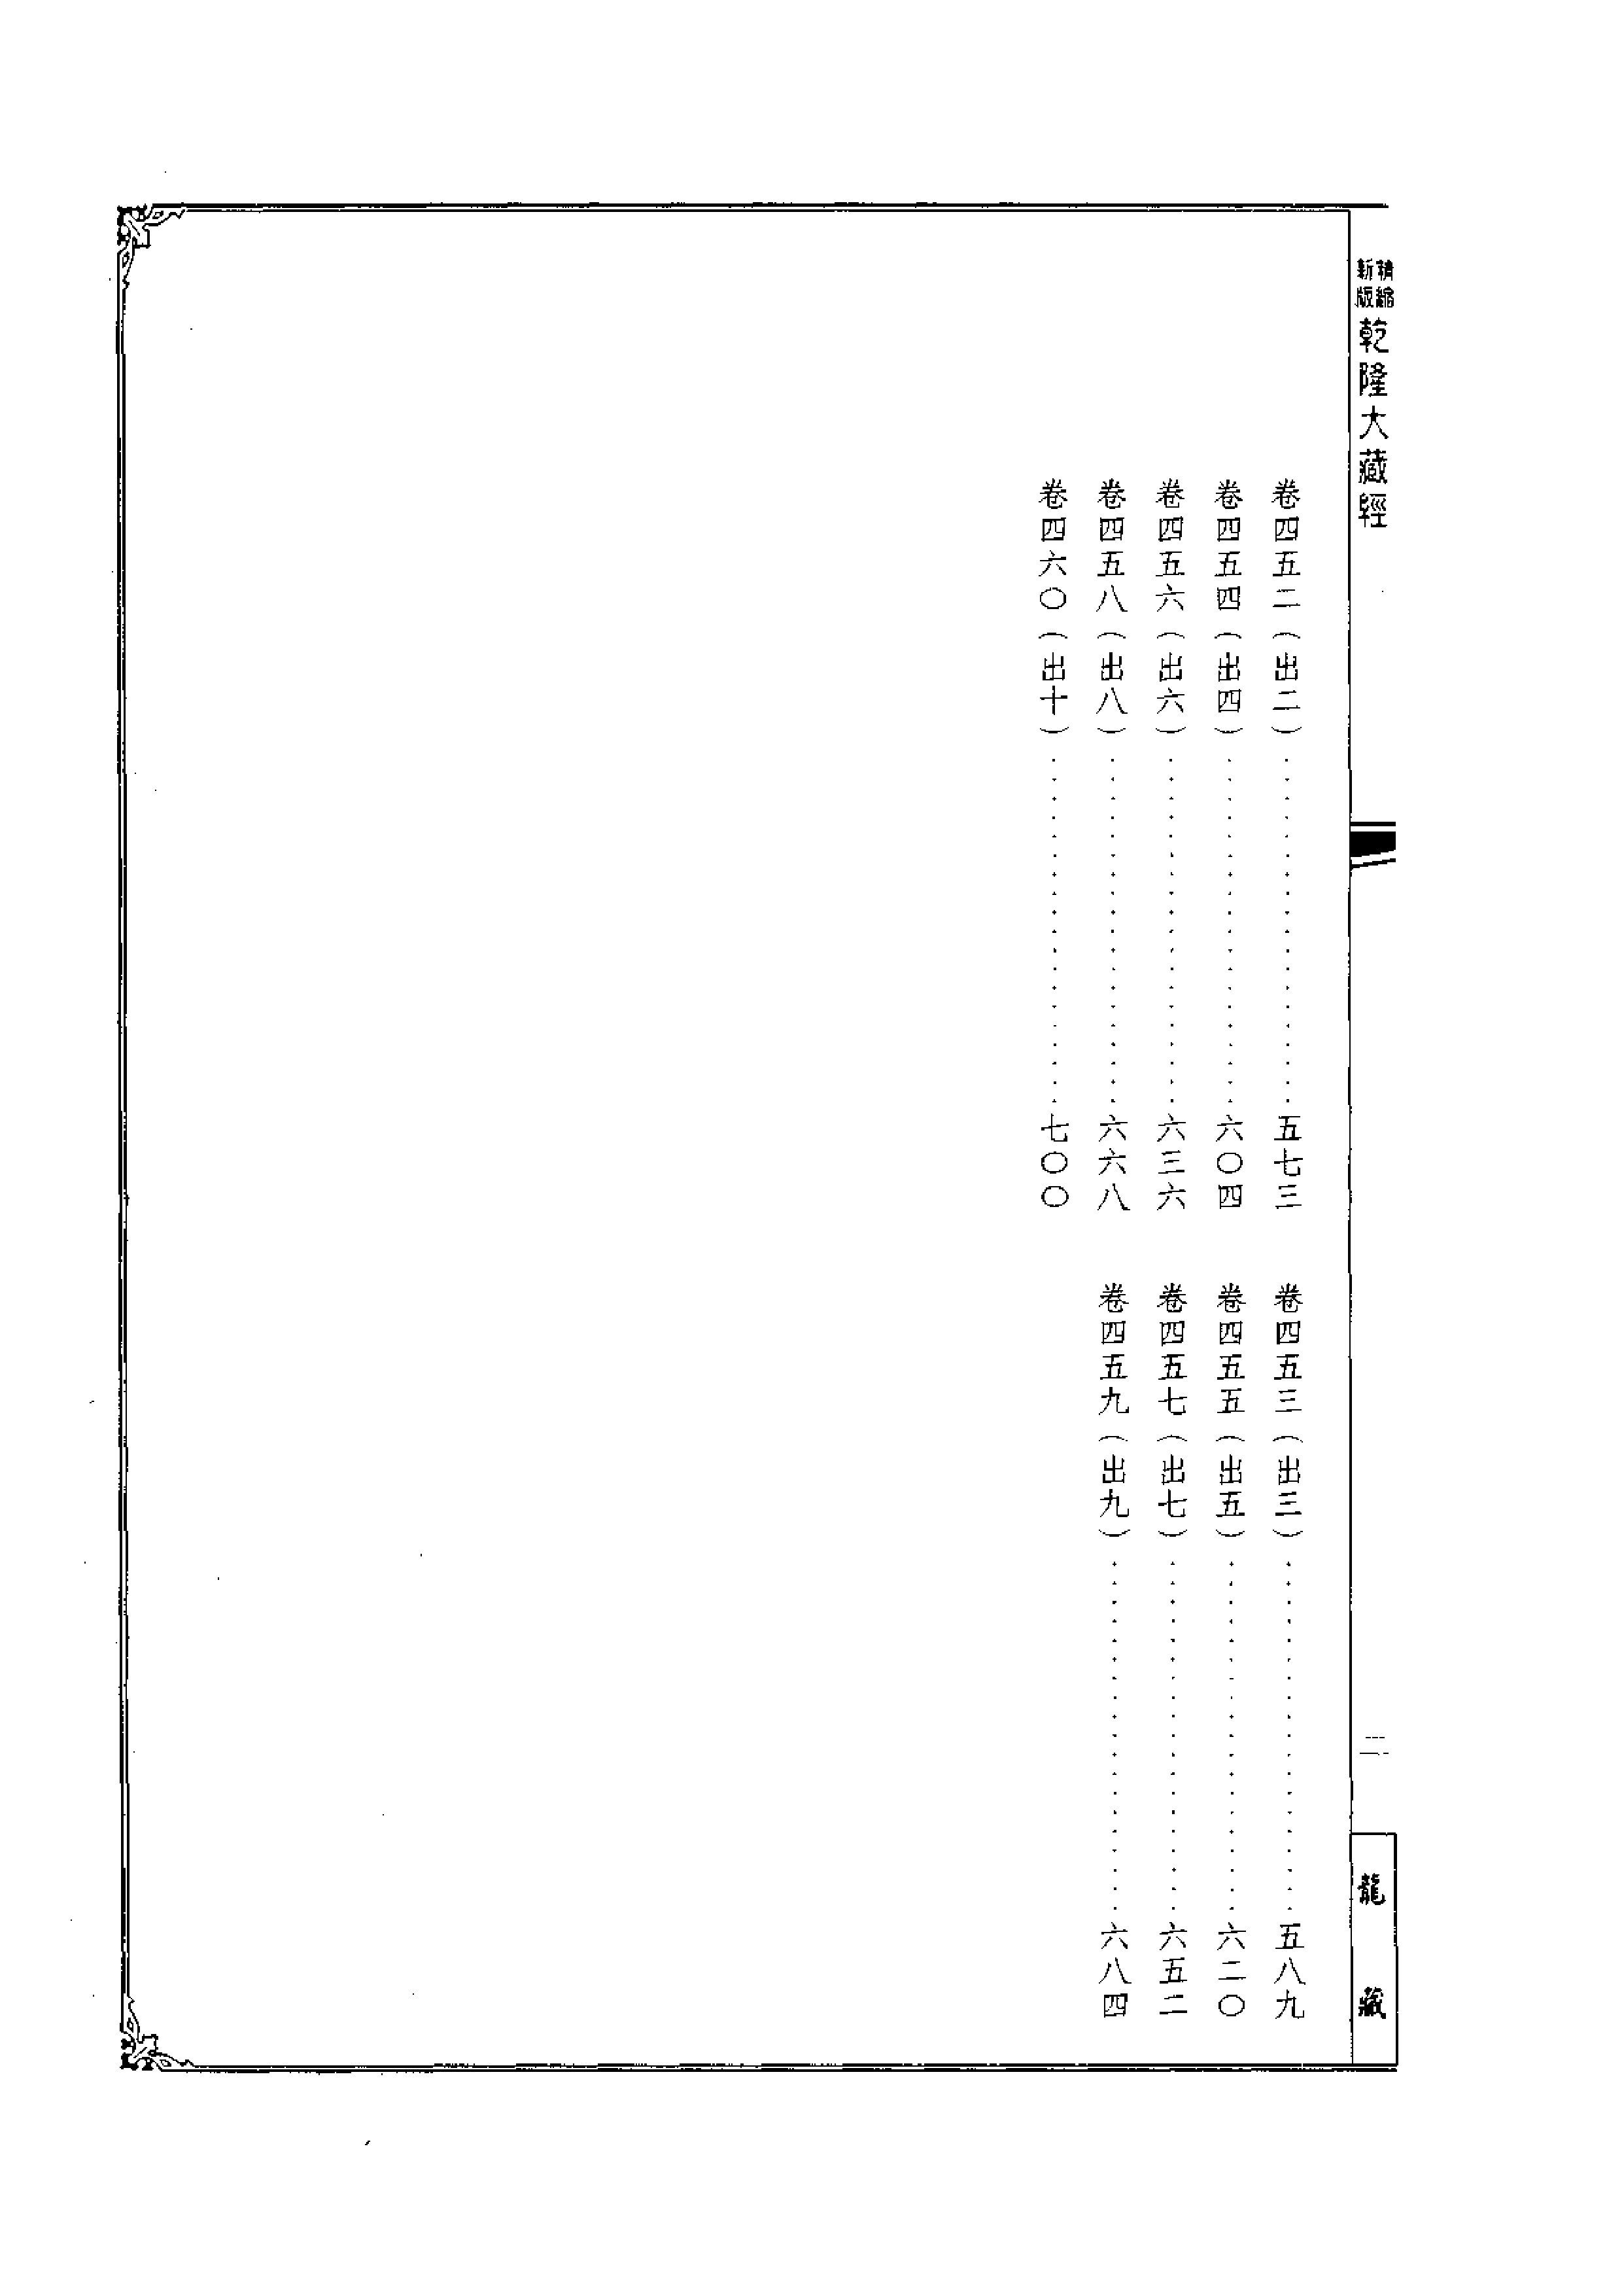 精縮
新版
乾隆大藏經
二
龍藏
卷四五二（出二）……………………五七三
卷四五三（出三）……………………五八九
卷四五四（出四）……………………六〇四
卷四五五（出五）……………………六二〇
卷四五六（出六）……………………六三六
卷四五七（出七）……………………六五二
卷四五八（出八）……………………六六八
卷四五九（出九）……………………六八四
卷四六〇（出十）……………………七〇〇